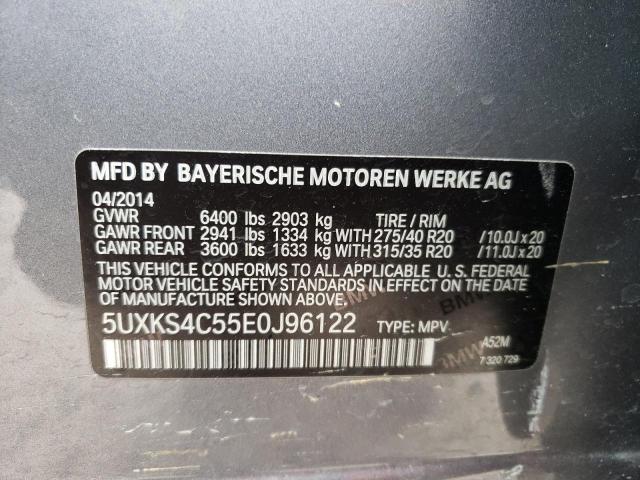 MFD BY BAYERISCHE MOTOREN WERKE AG
04/2014
GVWR 6400 lbs 2903 kg TIRE / RIM
GAWR FRONT 2941 lbs 1334 kg WITH 275/40 R20 /10.0J x 20
GAWR REAR 3600 lbs 1633 kg WITH 315/35 R20 /11.0J x 20
THIS VEHICLE CONFORMS TO ALL APPLICABLE U.S. FEDERAL
MOTOR VEHICLE SAFETY STANDARDS IN EFFECT ON THE
DATE OF MANUFACTURE SHOWN ABOVE.
5UXKS4C55E0J96122 TYPE: MPV
A52M
7 320 729